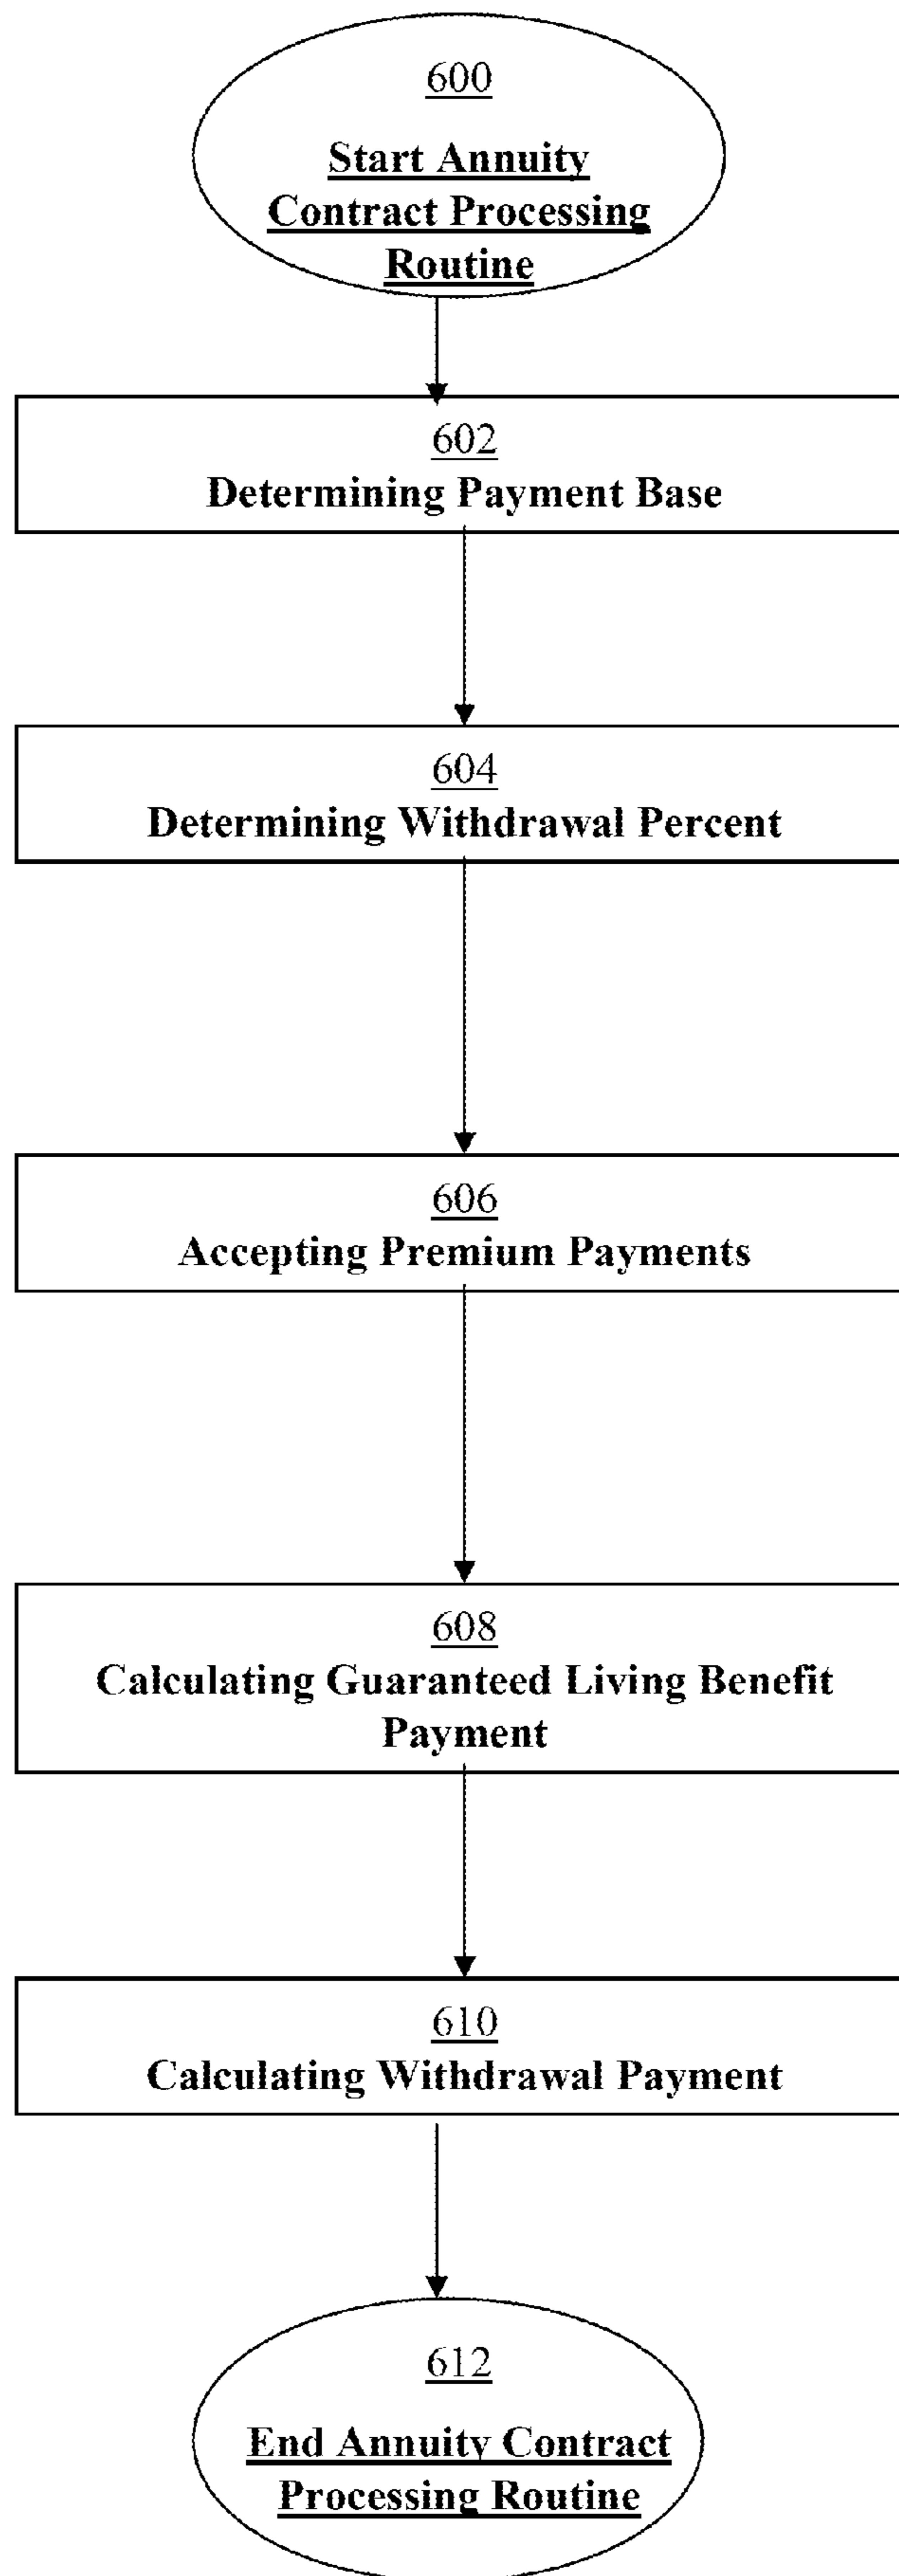 600
Start Annuity
Contract Processing
Routine
602
Determining Payment Base
604
Determining Withdrawal Percent
606
Accepting Premium Payments
608
Calculating Guaranteed Living Benefit
Payment
610
Calculating Withdrawal Payment
612
End Annuity Contract
Processing Routine